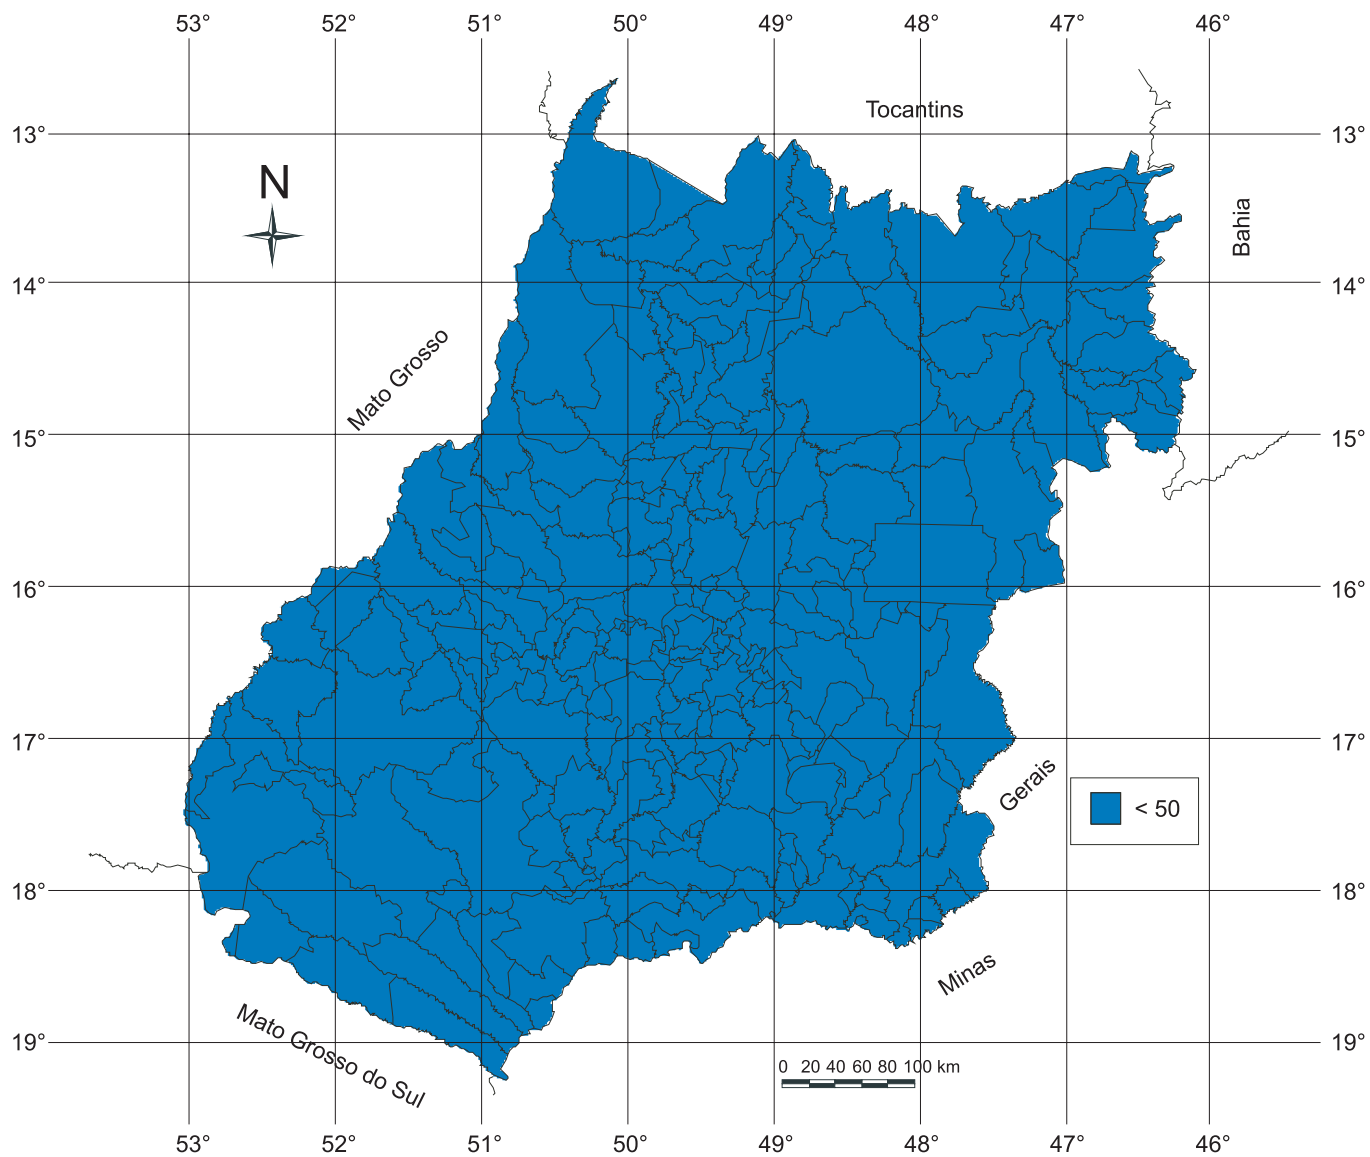 53° 52° 51° 50° 49° 48° 47° 46°
Tocantins
13° 13°
N
Bahia
14° 14°
Mato Grosso
15° 15°
16° 16°
17° 17°
Gerais
< 50
18° 18°
Minas
Mato Grosso do Sul
19° 19°
0 20 40 60 80 100 km
53° 52° 51° 50° 49° 48° 47° 46°